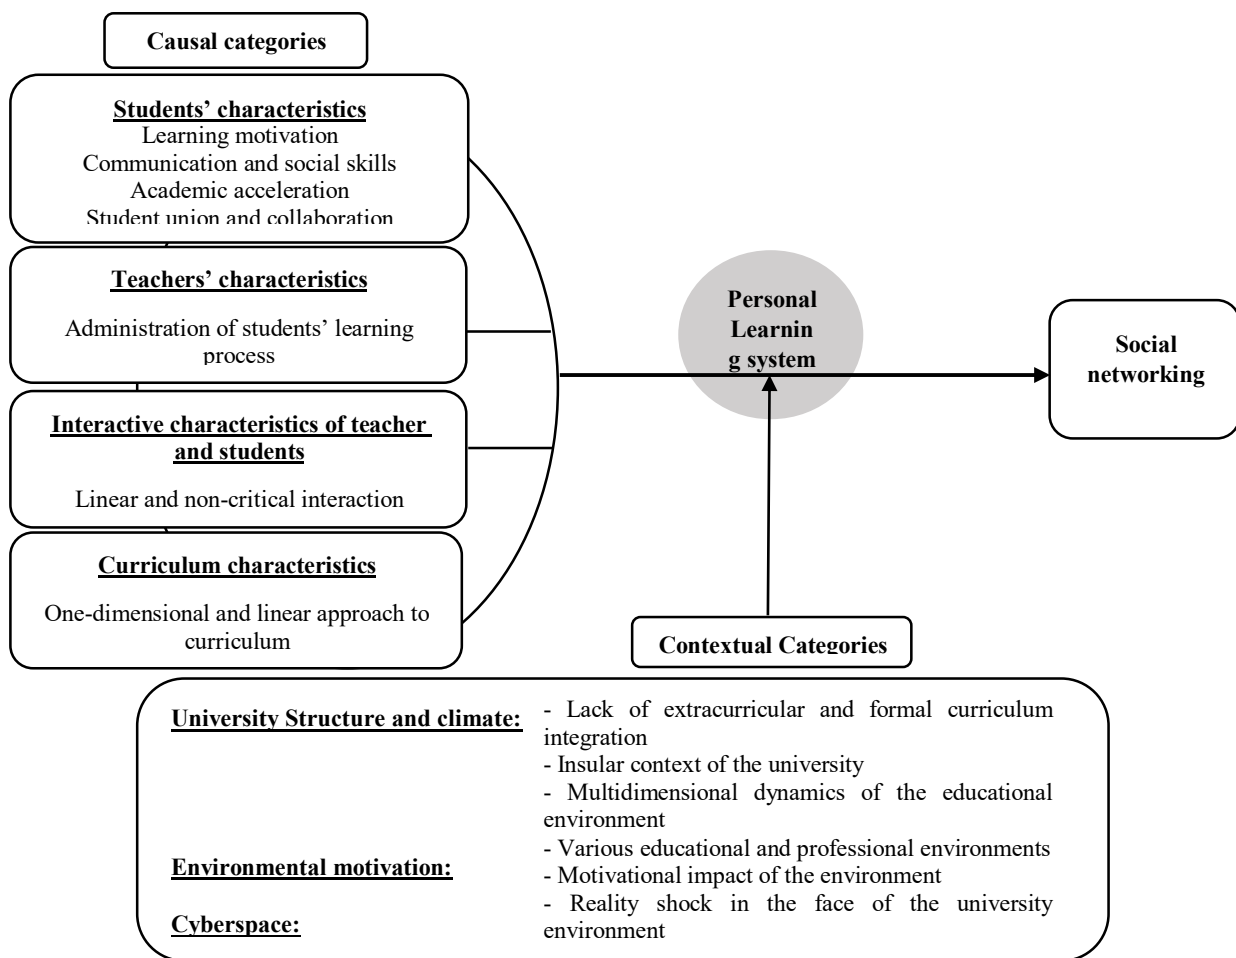 Causal categories
Students’ characteristics
Learning motivation
Communication and social skills
Academic acceleration
Student union and collaboration
Teachers’ characteristics
Administration of students’ learning
process
Interactive characteristics of teacher
and students
Linear and non-critical interaction
Curriculum characteristics
One-dimensional and linear approach to
curriculum
Personal
Learnin
g system
Social
networking
Contextual Categories
University Structure and climate:
Environmental motivation:
Cyberspace:
- Lack of extracurricular and formal curriculum
integration
- Insular context of the university
- Multidimensional dynamics of the educational
environment
- Various educational and professional environments
- Motivational impact of the environment
- Reality shock in the face of the university
environment